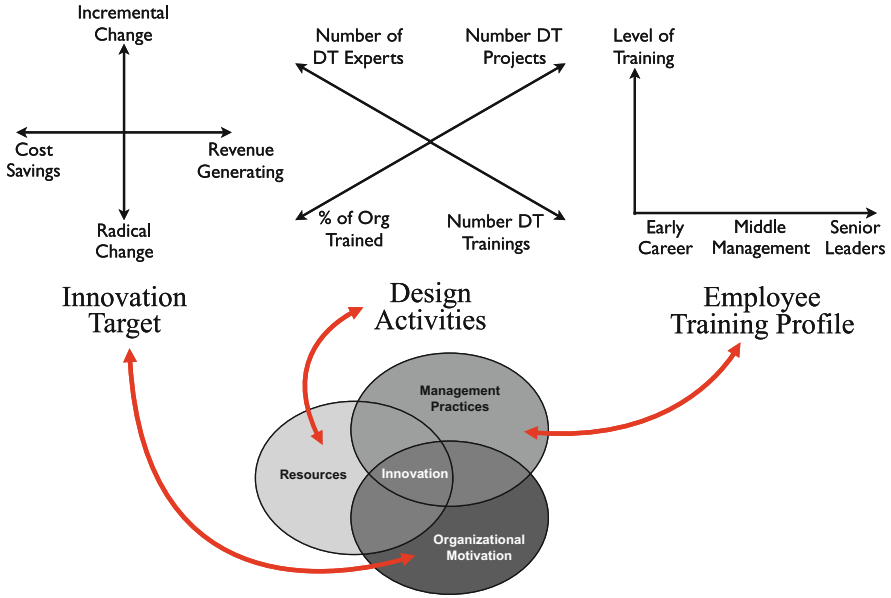 Incremental
Change
Cost
Savings
Revenue
Generating
Radical
Change
Innovation
Target
Number of
DT Experts
Number DT
Projects
% of Org
Trained
Number DT
Trainings
Design
Activities
Level of
Training
Early
Career
Middle
Management
Senior
Leaders
Employee
Training Profile
Management
Practices
Resources
Innovation
Organizational
Motivation